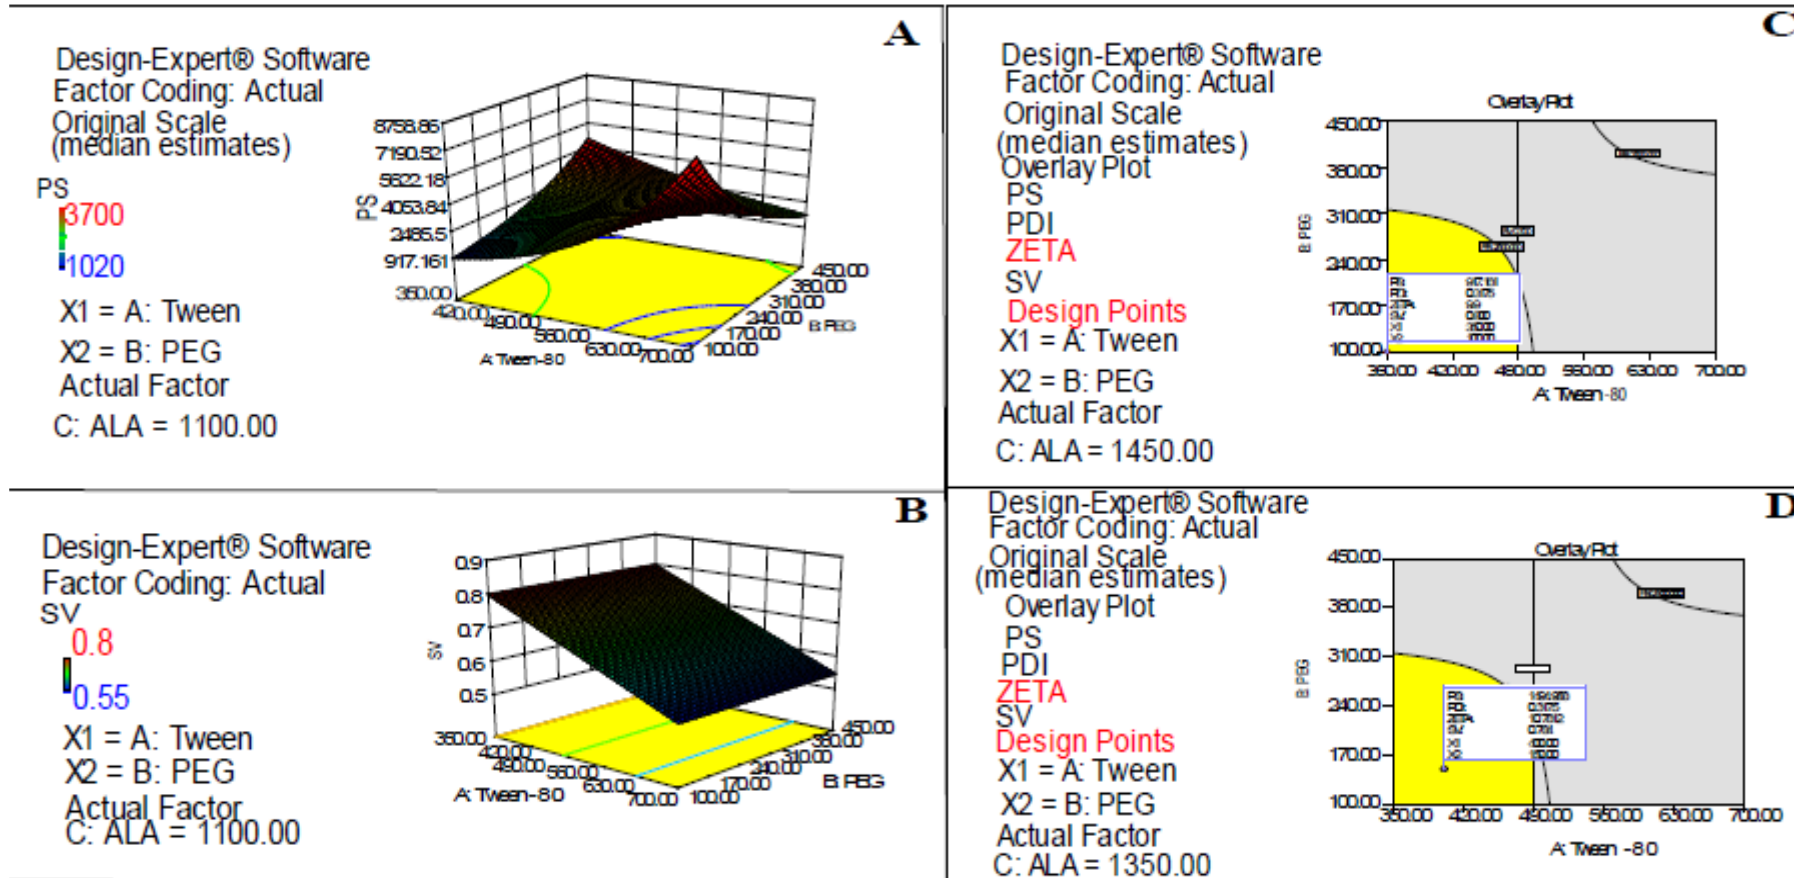 A
Design-Expert® Software
Factor Coding: Actual
Original Scale
(median estimates)
PS
3700
1020
X1 = A: Tween
X2 = B: PEG
Actual Factor
C: ALA = 1100.00
8758.86
7190.52
5622.18
4053.84
2485.5
917.161
PS
350.00
420.00
490.00
560.00
630.00
700.00
A: Tween-80
100.00
170.00
240.00
310.00
380.00
450.00
B: PEG
B
Design-Expert® Software
Factor Coding: Actual
SV
0.8
0.55
X1 = A: Tween
X2 = B: PEG
Actual Factor
C: ALA = 1100.00
0.9
0.8
0.7
0.6
0.5
SV
350.00
420.00
490.00
560.00
630.00
700.00
A: Tween-80
100.00
170.00
240.00
310.00
380.00
450.00
B: PEG
C
Design-Expert® Software
Factor Coding: Actual
Original Scale
(median estimates)
Overlay Plot
PS
PDI
ZETA
SV
Design Points
X1 = A: Tween
X2 = B: PEG
Actual Factor
C: ALA = 1450.00
Overlay Plot
450.00
380.00
310.00
240.00
170.00
100.00
B: PEG
350.00
420.00
490.00
560.00
630.00
700.00
A: Tween-80
D
Design-Expert® Software
Factor Coding: Actual
Original Scale
(median estimates)
Overlay Plot
PS
PDI
ZETA
SV
Design Points
X1 = A: Tween
X2 = B: PEG
Actual Factor
C: ALA = 1350.00
Overlay Plot
450.00
380.00
310.00
240.00
170.00
100.00
B: PEG
350.00
420.00
490.00
560.00
630.00
700.00
A: Tween -80